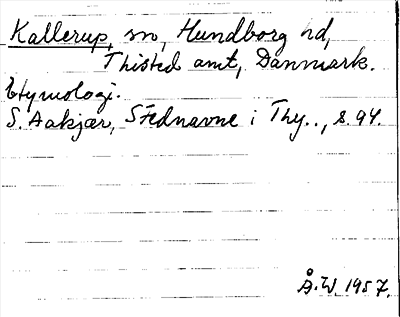 Kallerup, sn, Hundborg hd,
Thisted amt, Danmark.
Etymologi.
S. Aakjær, Stednavne i Thy.., s. 94.
Å.W. 1957.